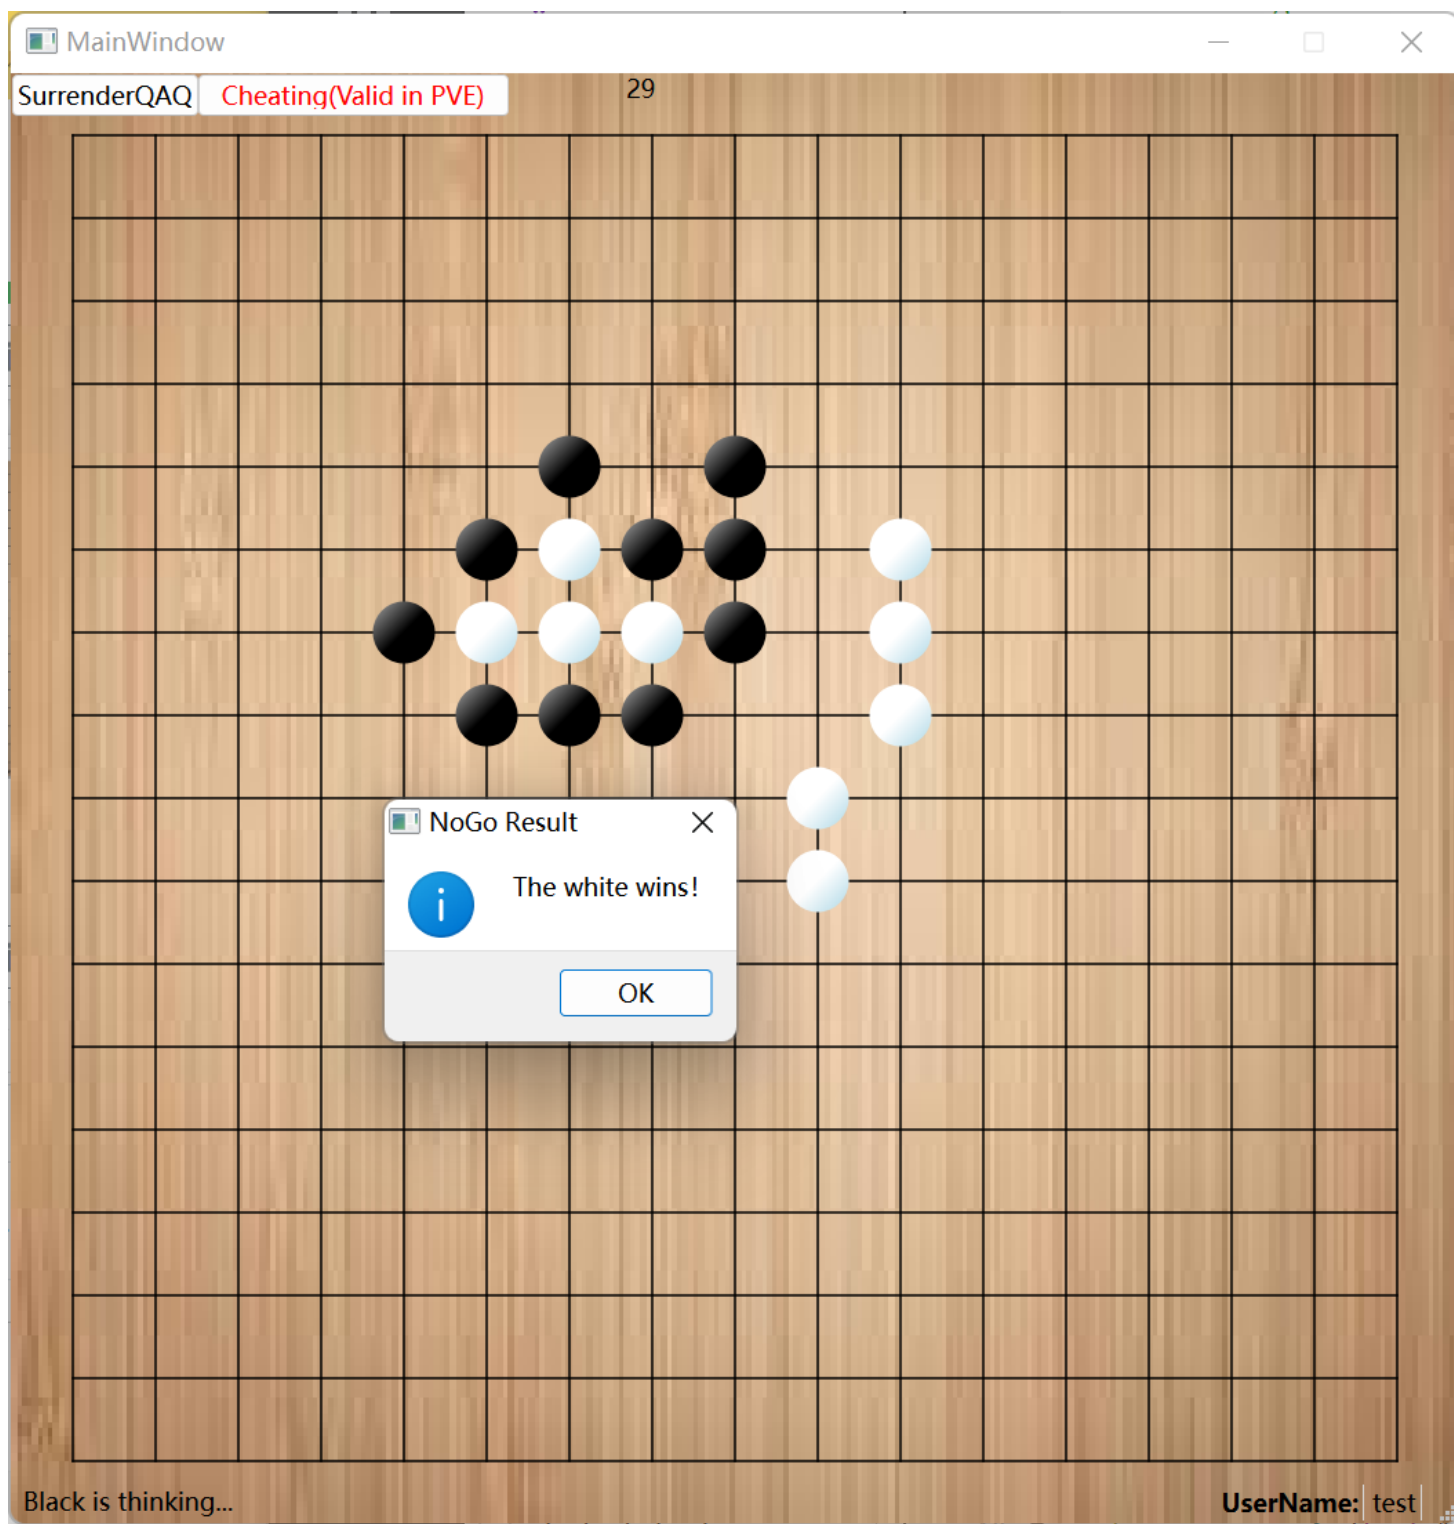 MainWindow
SurrenderQAQ
Cheating(Valid in PVE)
29
NoGo Result
The white wins!
OK
Black is thinking...
UserName: test